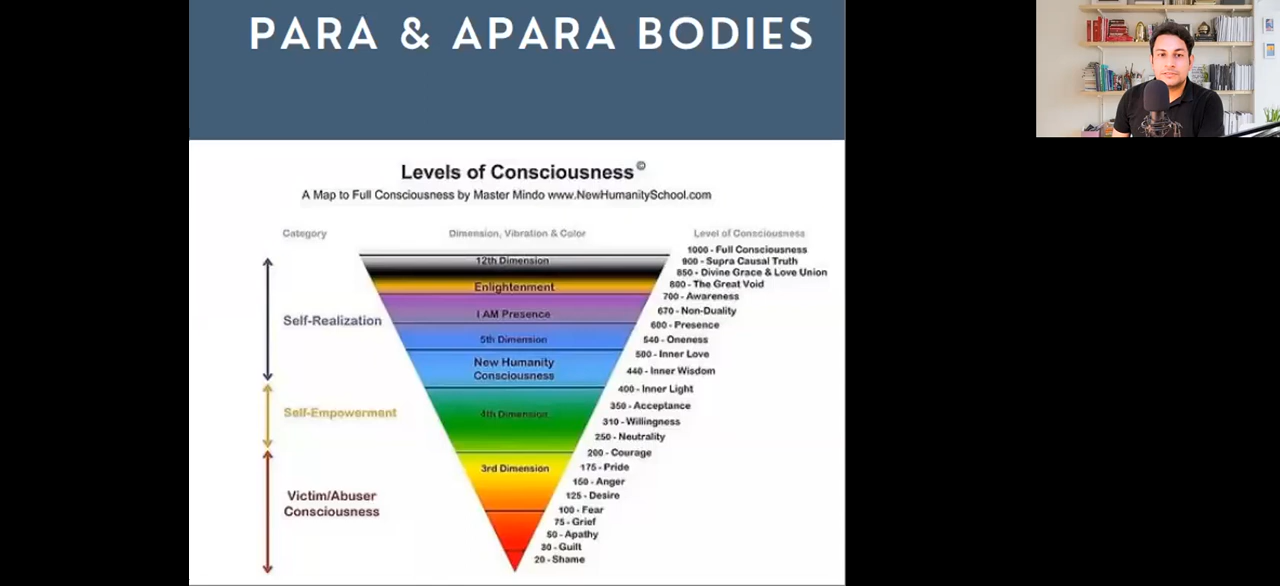 PARA & APARA BODIES
Levels of Consciousness©
A Map to Full Consciousness by Master Mindo www.NewHumanitySchool.com
Category
Dimension, Vibration & Color
Level of Consciousness
1000 - Full Consciousness
12th Dimension
900 - Supra Causal Truth
850 - Divine Grace & Love Union
800 - The Great Void
Enlightenment
700 - Awareness
670 - Non-Duality
I AM Presence
Self-Realization
600 - Presence
5th Dimension
540 - Oneness
500 - Inner Love
New Humanity
Consciousness
440 - Inner Wisdom
400 - Inner Light
350 - Acceptance
Self-Empowerment
4th Dimension
310 - Willingness
250 - Neutrality
200 - Courage
3rd Dimension
175 - Pride
150 - Anger
125 - Desire
Victim/Abuser
Consciousness
100 - Fear
75 - Grief
50 - Apathy
30 - Guilt
20 - Shame